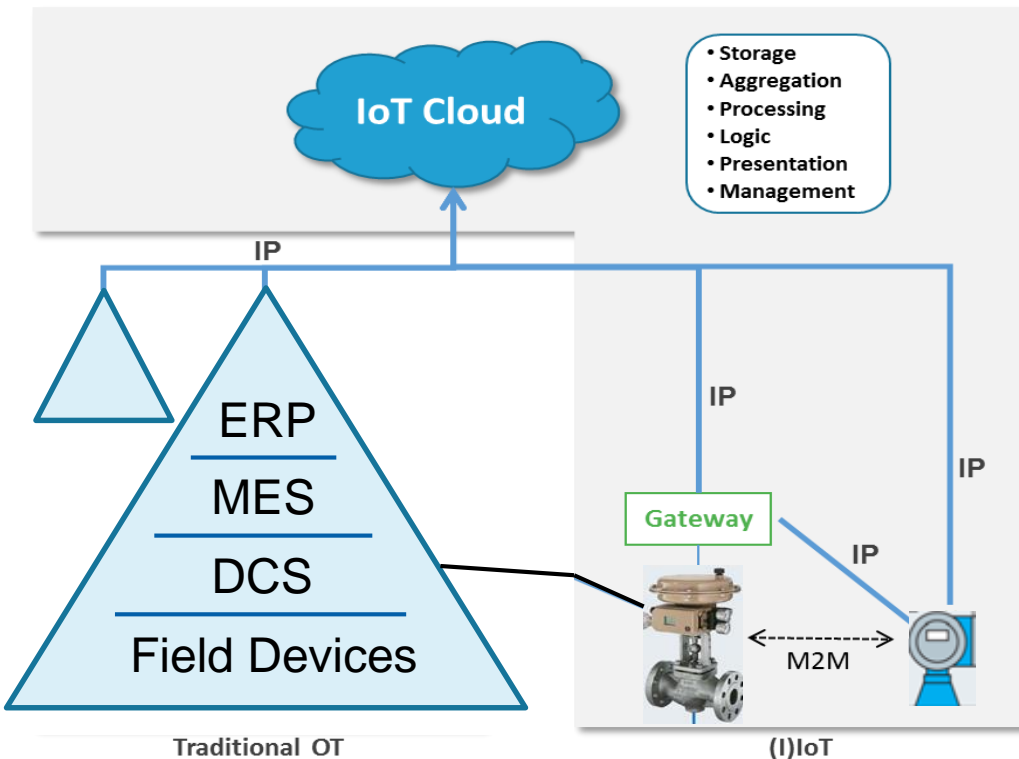 IoT Cloud
• Storage
• Aggregation
• Processing
• Logic
• Presentation
• Management
IP
ERP
MES
DCS
Field Devices
IP
IP
Gateway
IP
M2M
Traditional OT
(I)IoT